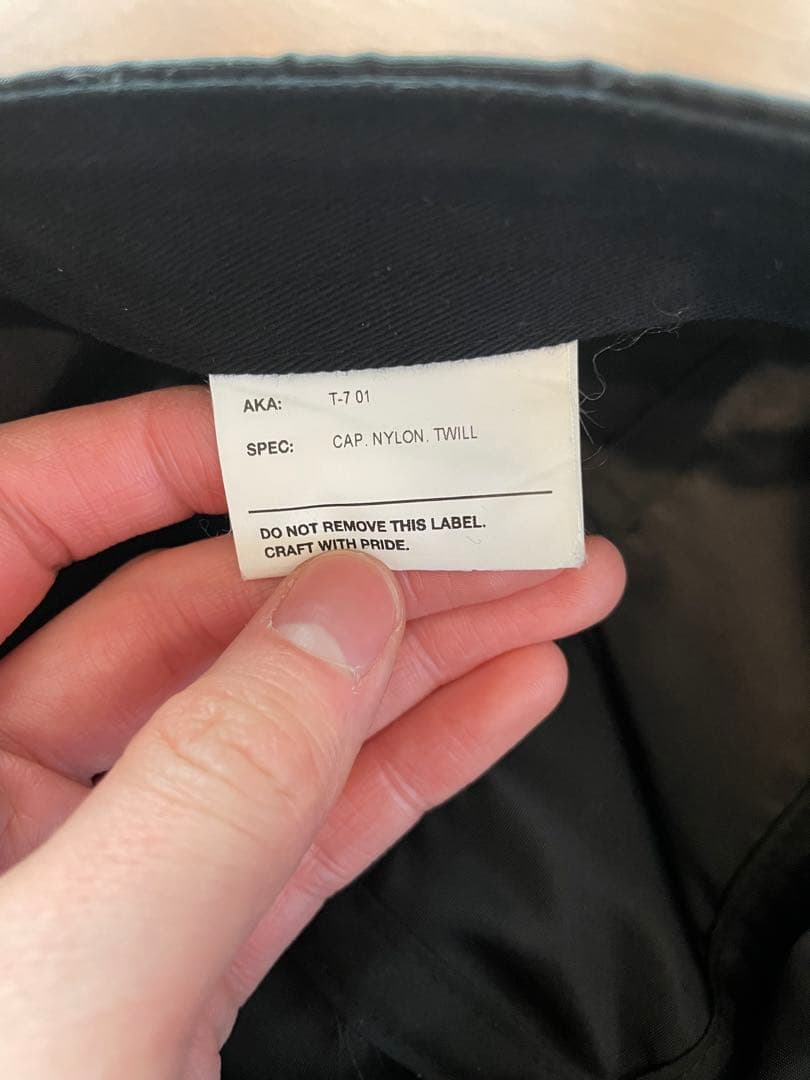 AKA: T-7 01
SPEC: CAP. NYLON. TWILL
DO NOT REMOVE THIS LABEL.
CRAFT WITH PRIDE.